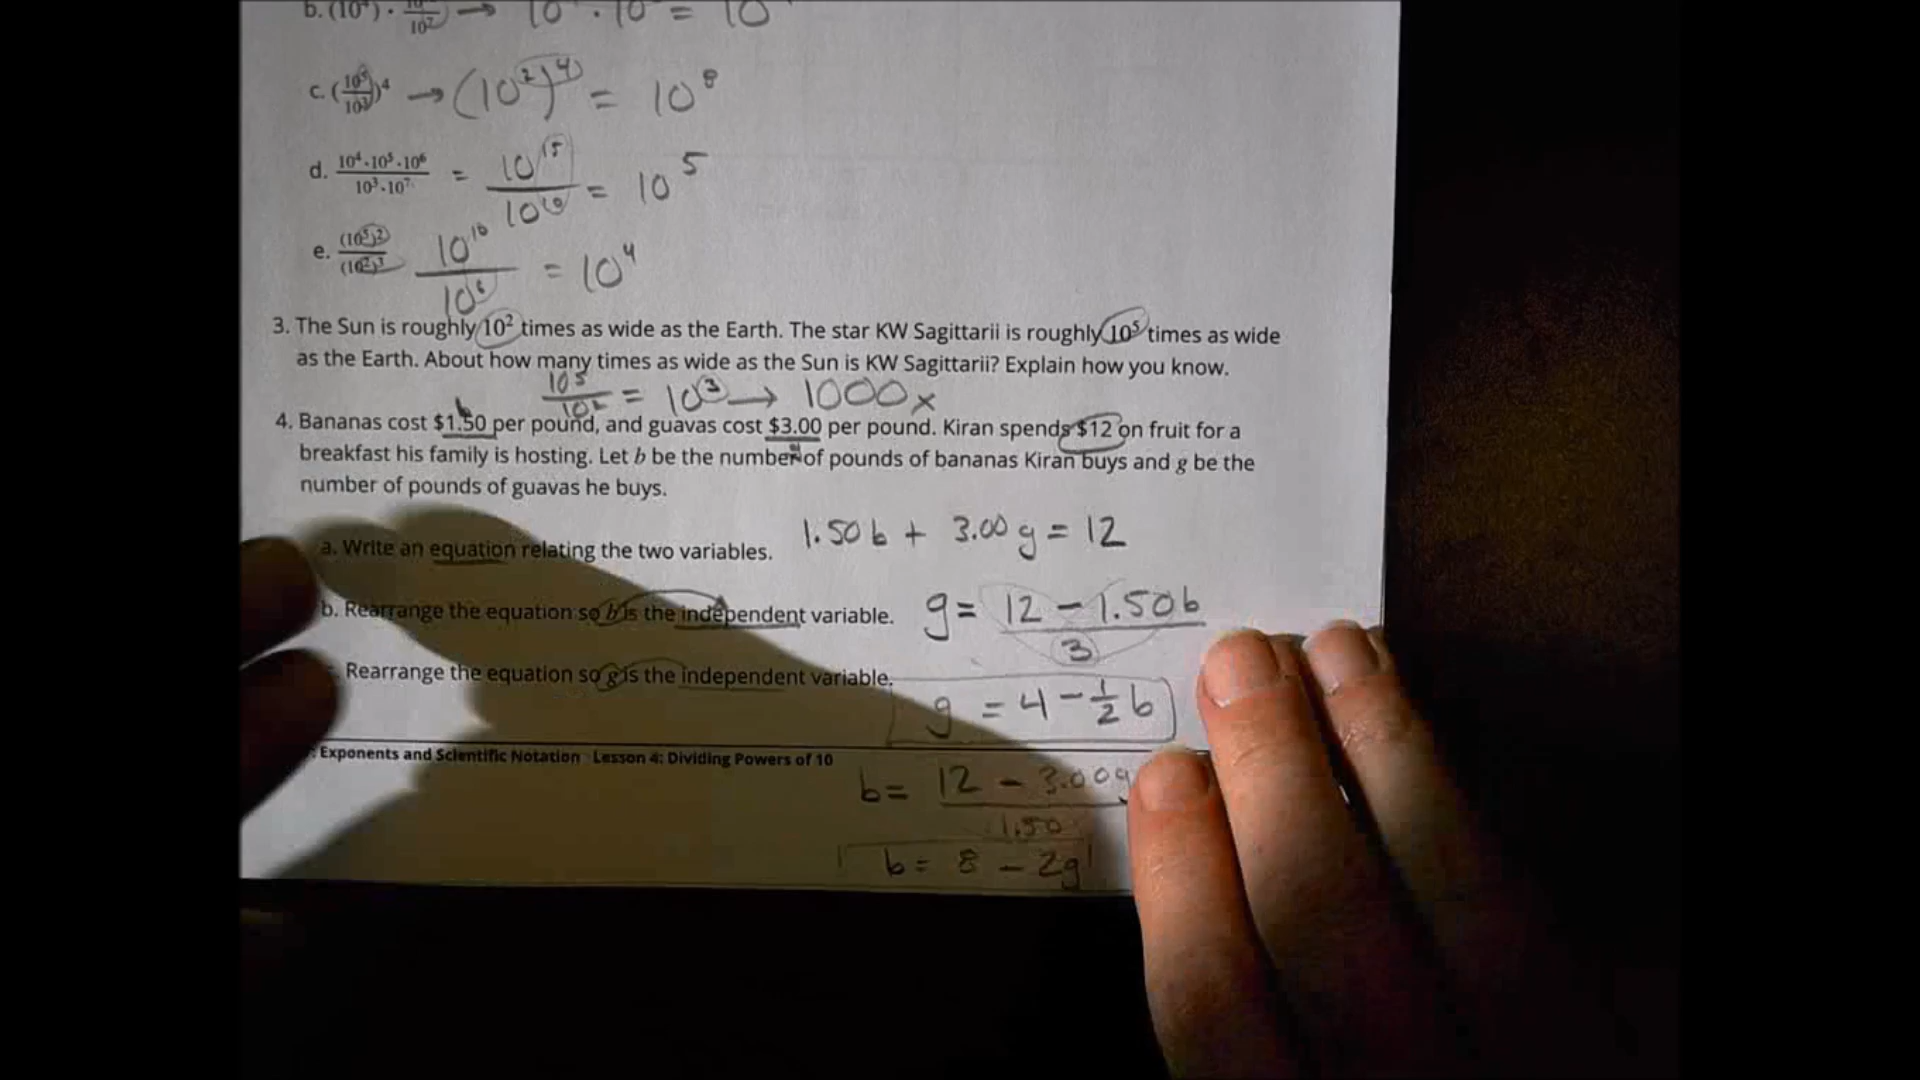 b. (10⁴) · /10⁷ → 10 · 10 = 10
c. (10⁵/10³)⁴ → (10²)⁴ = 10⁸
d. 10⁴·10⁵·10⁶/10³·10⁷ = 10¹⁵/10¹⁰ = 10⁵
e. (10⁵)²/(10²)³ 10¹⁰/10⁶ = 10⁴
3. The Sun is roughly 10² times as wide as the Earth. The star KW Sagittarii is roughly 10⁵ times as wide
as the Earth. About how many times as wide as the Sun is KW Sagittarii? Explain how you know.
10⁵/10² = 10³ → 1000x
b
4. Bananas cost $1.50 per pound, and guavas cost $3.00 per pound. Kiran spends $12 on fruit for a
breakfast his family is hosting. Let b be the number of pounds of bananas Kiran buys and g be the
number of pounds of guavas he buys.
a. Write an equation relating the two variables. 1.50b + 3.00g = 12
b. Rearrange the equation so b is the independent variable. g = 12 - 1.50b/3
Rearrange the equation so g is the independent variable.
g = 4 - 1/2 b
: Exponents and Scientific Notation · Lesson 4: Dividing Powers of 10
b = 12 - 3.00g/1.50
b = 8 - 2g